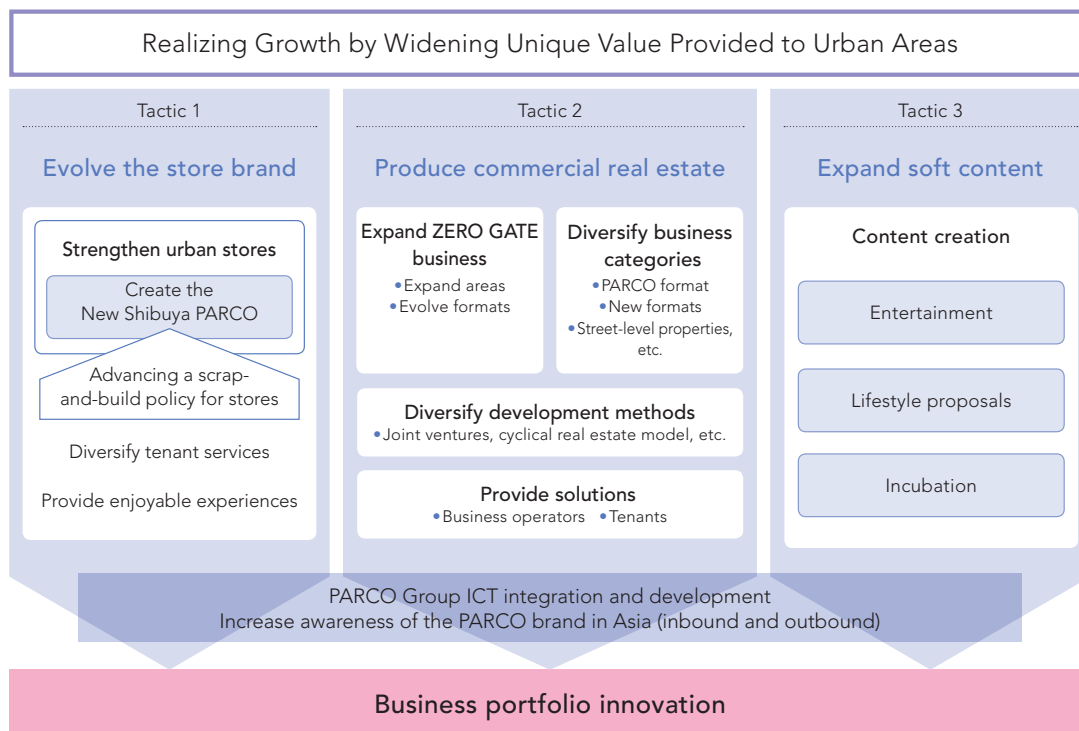 Realizing Growth by Widening Unique Value Provided to Urban Areas
Tactic 1
Evolve the store brand
Strengthen urban stores
Create the
New Shibuya PARCO
Advancing a scrap-
and-build policy for stores
Diversify tenant services
Provide enjoyable experiences
Tactic 2
Produce commercial real estate
Expand ZERO GATE
business
•Expand areas
•Evolve formats
Diversify business
categories
•PARCO format
•New formats
•Street-level properties,
etc.
Diversify development methods
•Joint ventures, cyclical real estate model, etc.
Provide solutions
•Business operators •Tenants
Tactic 3
Expand soft content
Content creation
Entertainment
Lifestyle proposals
Incubation
PARCO Group ICT integration and development
Increase awareness of the PARCO brand in Asia (inbound and outbound)
Business portfolio innovation